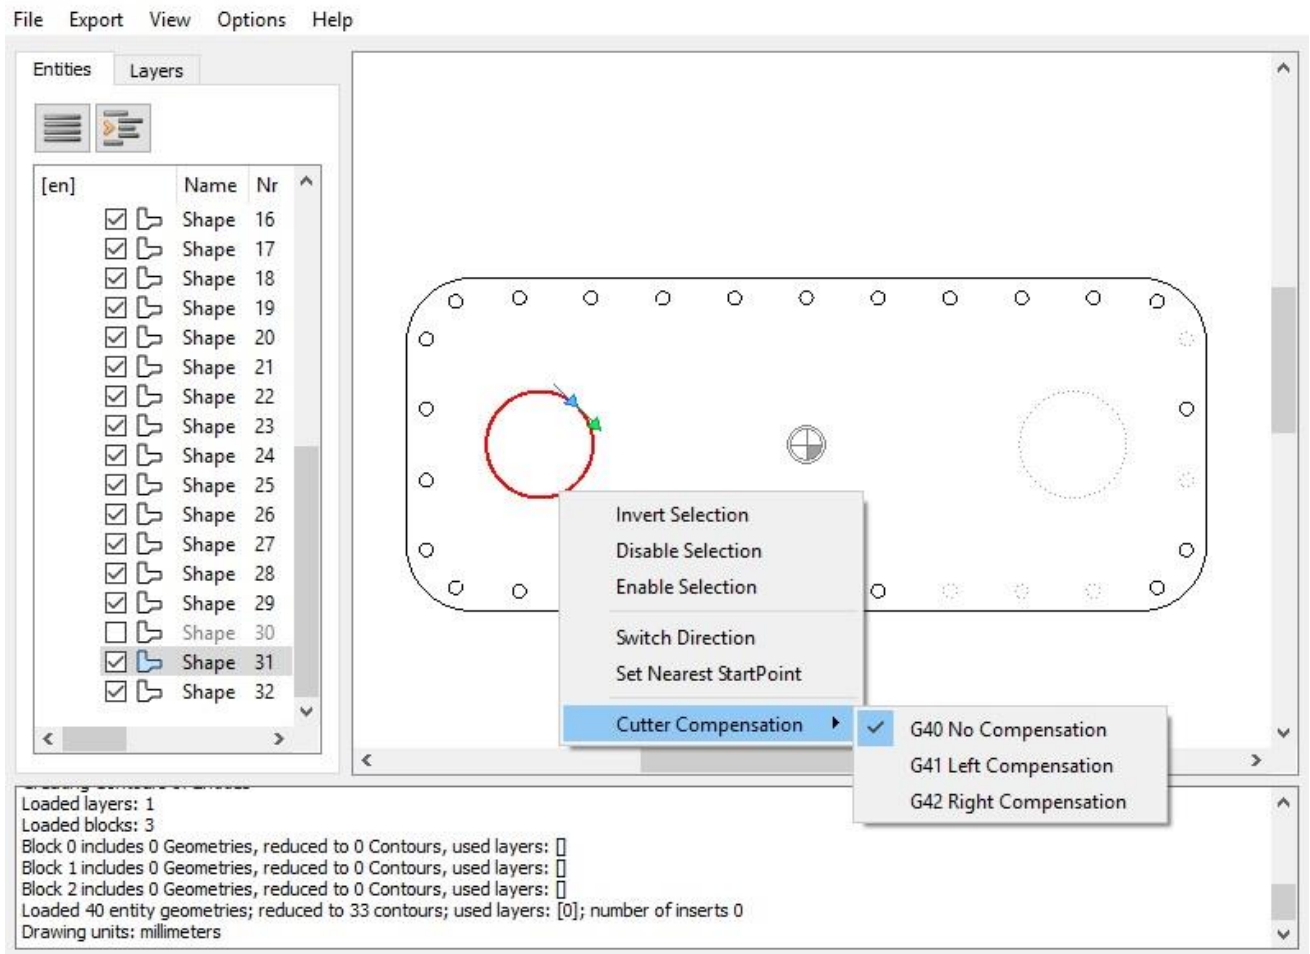 File Export View Options Help
Entities Layers
[en] Name Nr
Shape 16
Shape 17
Shape 18
Shape 19
Shape 20
Shape 21
Shape 22
Shape 23
Shape 24
Shape 25
Shape 26
Shape 27
Shape 28
Shape 29
Shape 30
Shape 31
Shape 32
Invert Selection
Disable Selection
Enable Selection
Switch Direction
Set Nearest StartPoint
Cutter Compensation
G40 No Compensation
G41 Left Compensation
G42 Right Compensation
Loaded layers: 1
Loaded blocks: 3
Block 0 includes 0 Geometries, reduced to 0 Contours, used layers: []
Block 1 includes 0 Geometries, reduced to 0 Contours, used layers: []
Block 2 includes 0 Geometries, reduced to 0 Contours, used layers: []
Loaded 40 entity geometries; reduced to 33 contours; used layers: [0]; number of inserts 0
Drawing units: millimeters